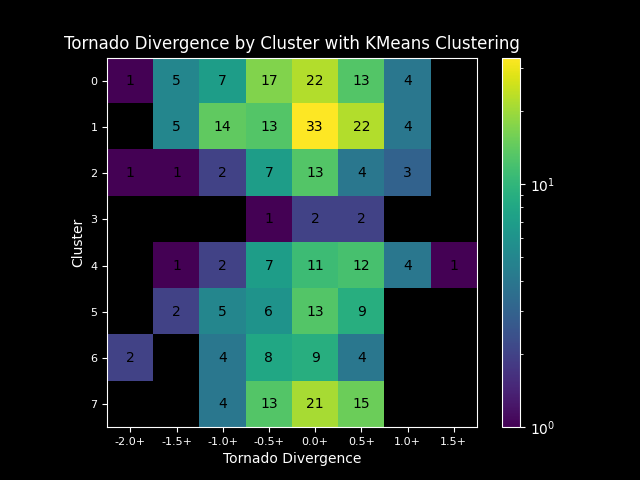 Tornado Divergence by Cluster with KMeans Clustering
0 1 5 7 17 22 13 4
1 5 14 13 33 22 4
2 1 1 2 7 13 4 3
10¹
3 1 2 2
Cluster
4 1 2 7 11 12 4 1
5 2 5 6 13 9
6 2 4 8 9 4
7 4 13 21 15
10⁰
-2.0+ -1.5+ -1.0+ -0.5+ 0.0+ 0.5+ 1.0+ 1.5+
Tornado Divergence